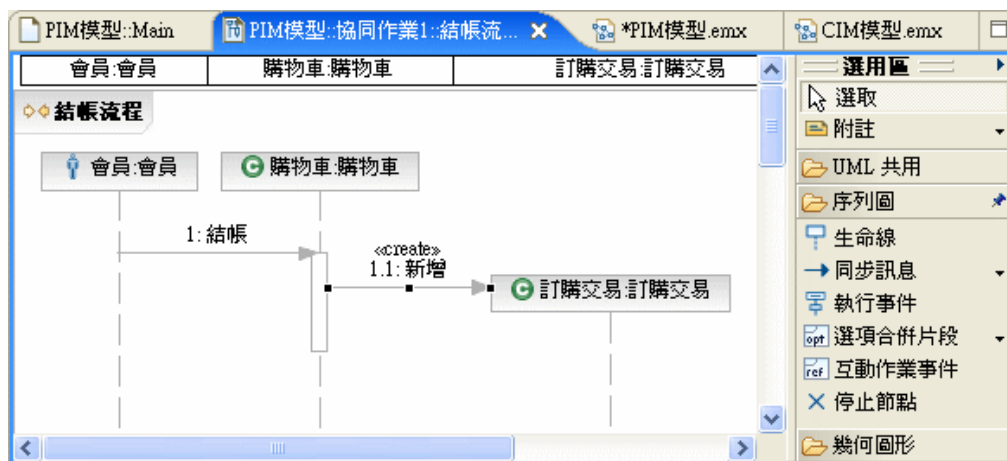 PIM模型::Main
PIM模型::協同作業1::結帳流...
*PIM模型.emx
CIM模型.emx
會員:會員
購物車:購物車
訂購交易:訂購交易
結帳流程
會員:會員
購物車:購物車
1: 結帳
«create»
1.1: 新增
訂購交易:訂購交易
選用區
選取
附註
UML 共用
序列圖
生命線
同步訊息
執行事件
opt 選項合併片段
ref 互動作業事件
停止節點
幾何圖形